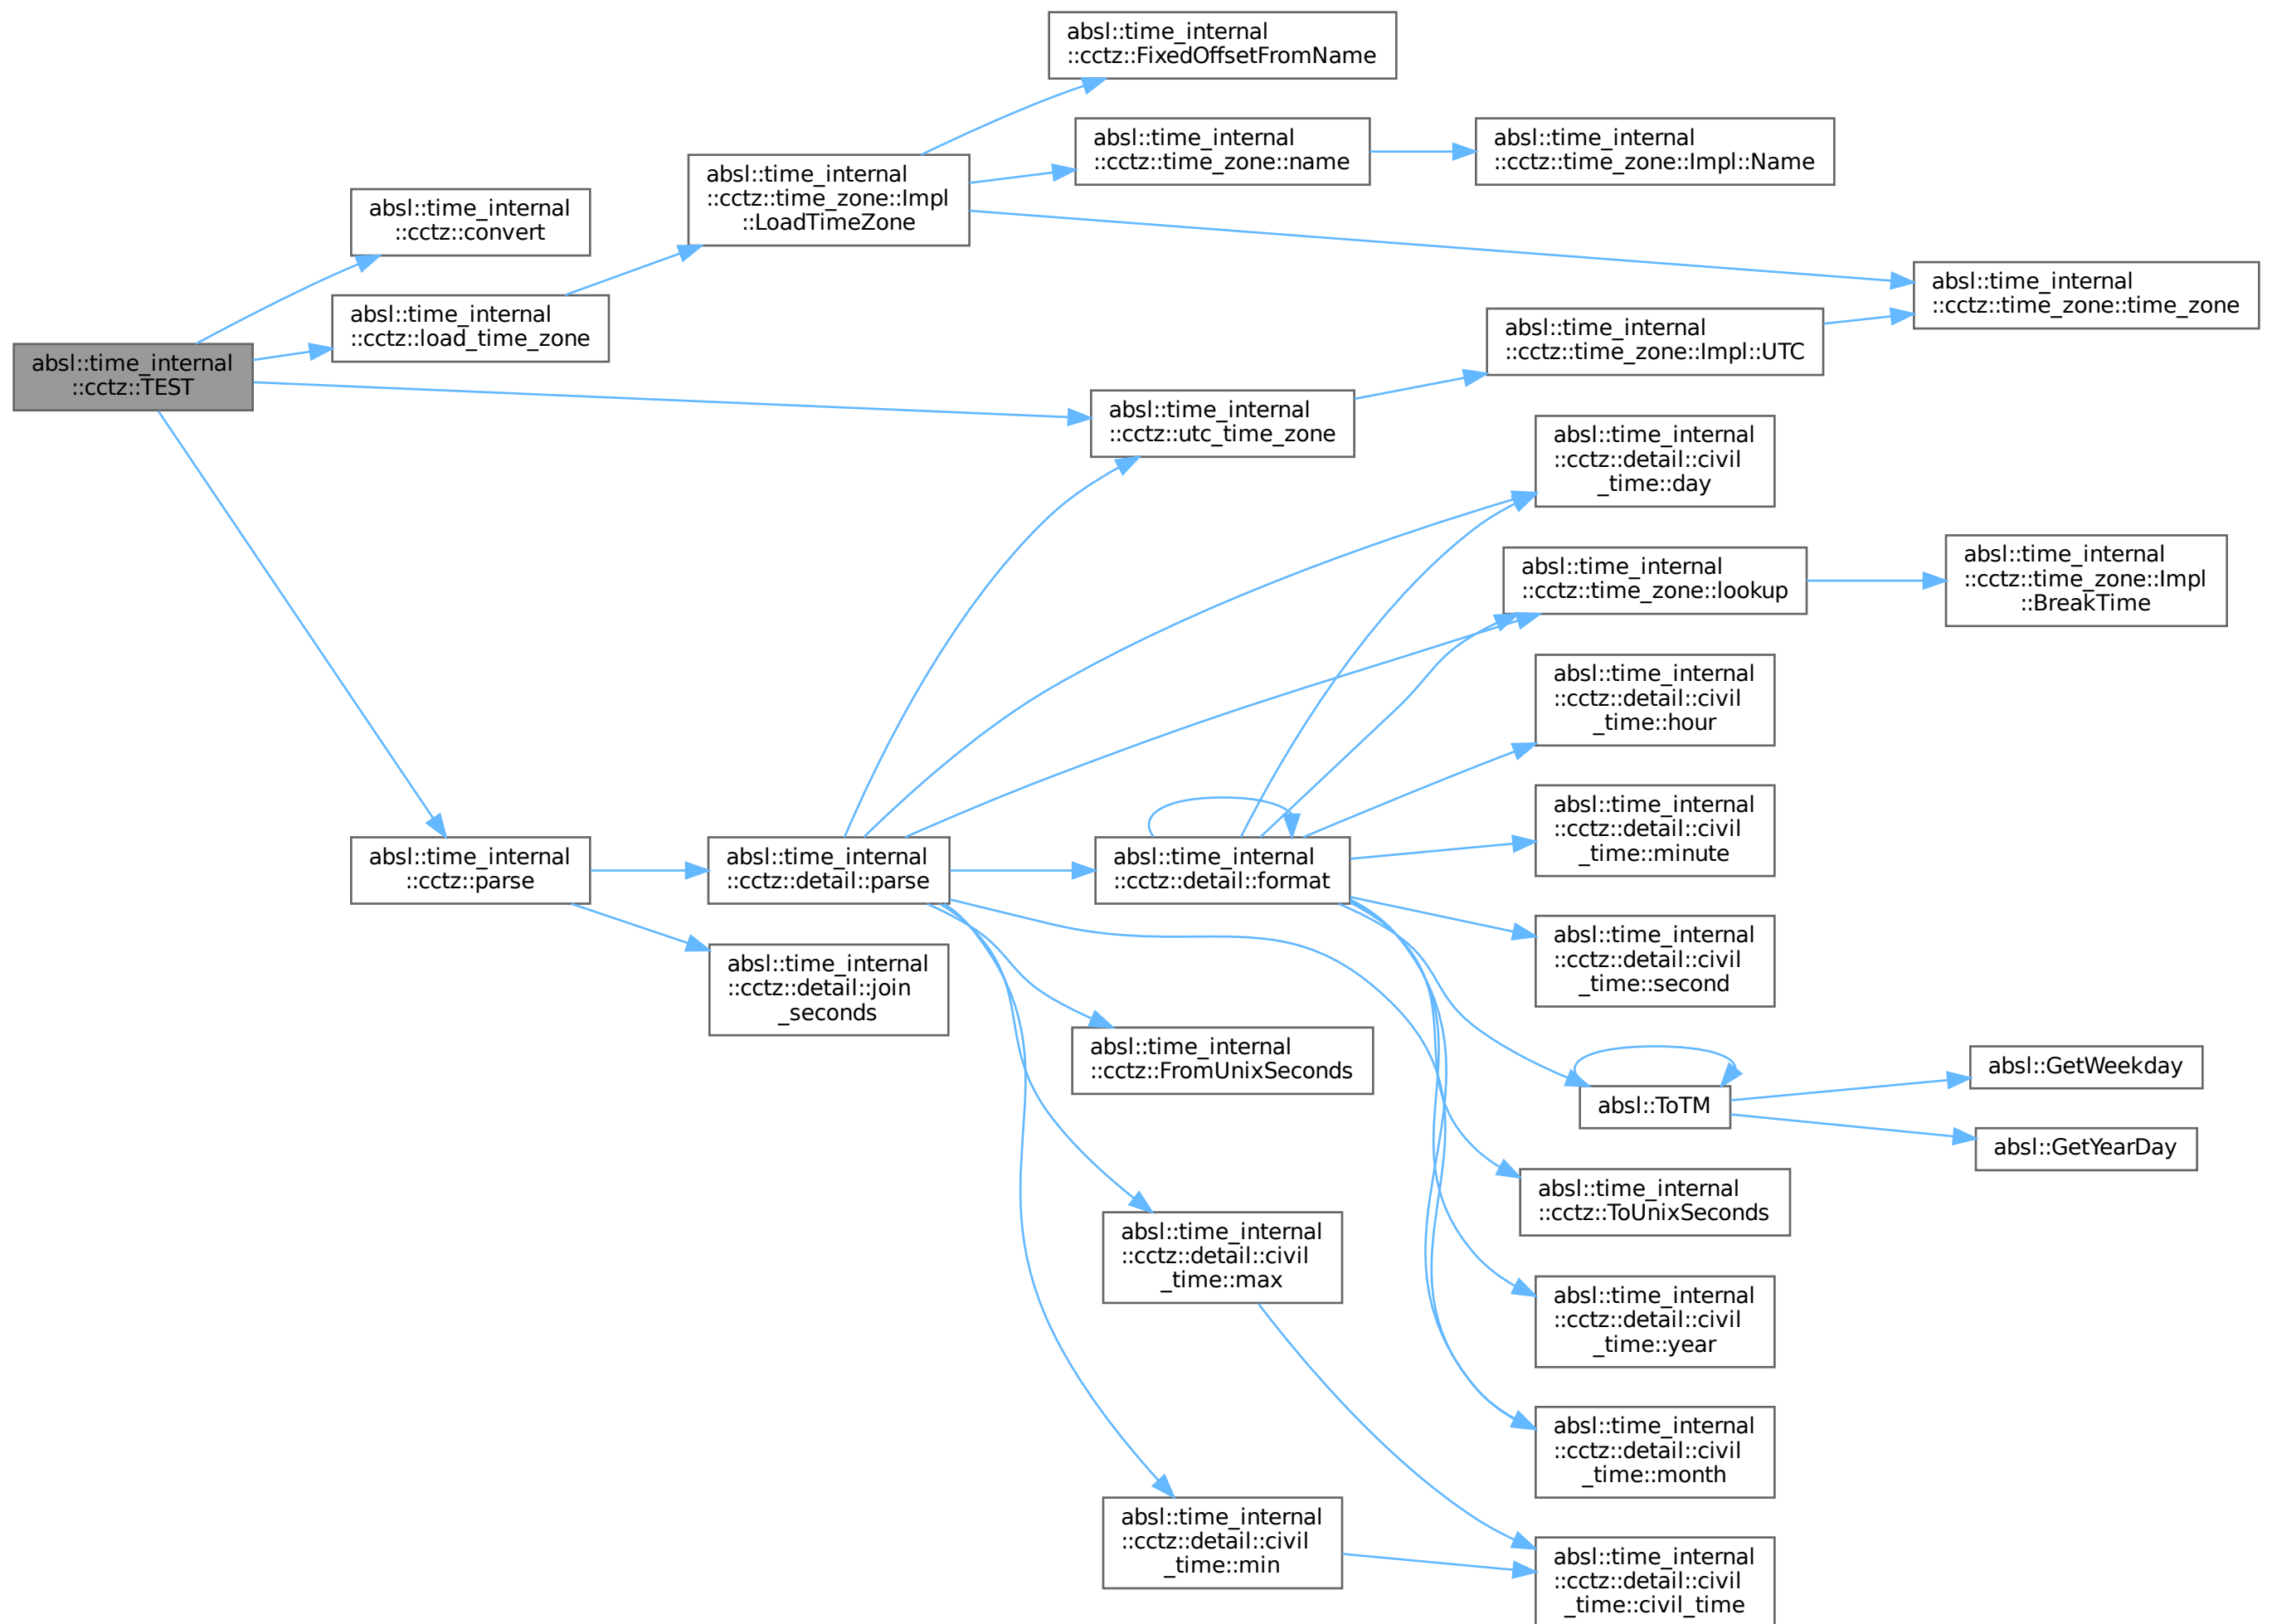 absl::time_internal
::cctz::FixedOffsetFromName
absl::time_internal
::cctz::time_zone::name
absl::time_internal
::cctz::time_zone::Impl::Name
absl::time_internal
::cctz::time_zone::Impl
::LoadTimeZone
absl::time_internal
::cctz::convert
absl::time_internal
::cctz::time_zone::time_zone
absl::time_internal
::cctz::load_time_zone
absl::time_internal
::cctz::time_zone::Impl::UTC
absl::time_internal
::cctz::TEST
absl::time_internal
::cctz::utc_time_zone
absl::time_internal
::cctz::detail::civil
_time::day
absl::time_internal
::cctz::time_zone::lookup
absl::time_internal
::cctz::time_zone::Impl
::BreakTime
absl::time_internal
::cctz::detail::civil
_time::hour
absl::time_internal
::cctz::detail::civil
_time::minute
absl::time_internal
::cctz::parse
absl::time_internal
::cctz::detail::parse
absl::time_internal
::cctz::detail::format
absl::time_internal
::cctz::detail::civil
_time::second
absl::time_internal
::cctz::detail::join
_seconds
absl::time_internal
::cctz::FromUnixSeconds
absl::GetWeekday
absl::ToTM
absl::GetYearDay
absl::time_internal
::cctz::ToUnixSeconds
absl::time_internal
::cctz::detail::civil
_time::max
absl::time_internal
::cctz::detail::civil
_time::year
absl::time_internal
::cctz::detail::civil
_time::month
absl::time_internal
::cctz::detail::civil
_time::min
absl::time_internal
::cctz::detail::civil
_time::civil_time